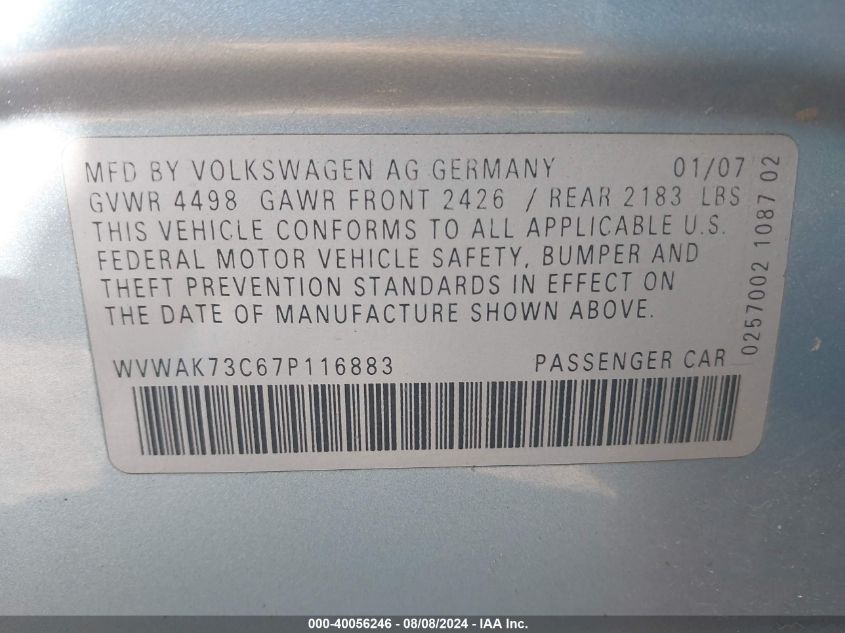 MFD BY VOLKSWAGEN AG GERMANY 01/07
GVWR 4498 GAWR FRONT 2426 / REAR 2183 LBS
THIS VEHICLE CONFORMS TO ALL APPLICABLE U.S.
FEDERAL MOTOR VEHICLE SAFETY, BUMPER AND
THEFT PREVENTION STANDARDS IN EFFECT ON
THE DATE OF MANUFACTURE SHOWN ABOVE.
WVWAK73C67P116883 PASSENGER CAR
0257002 1087 02
000-40056246 - 08/08/2024 - IAA Inc.